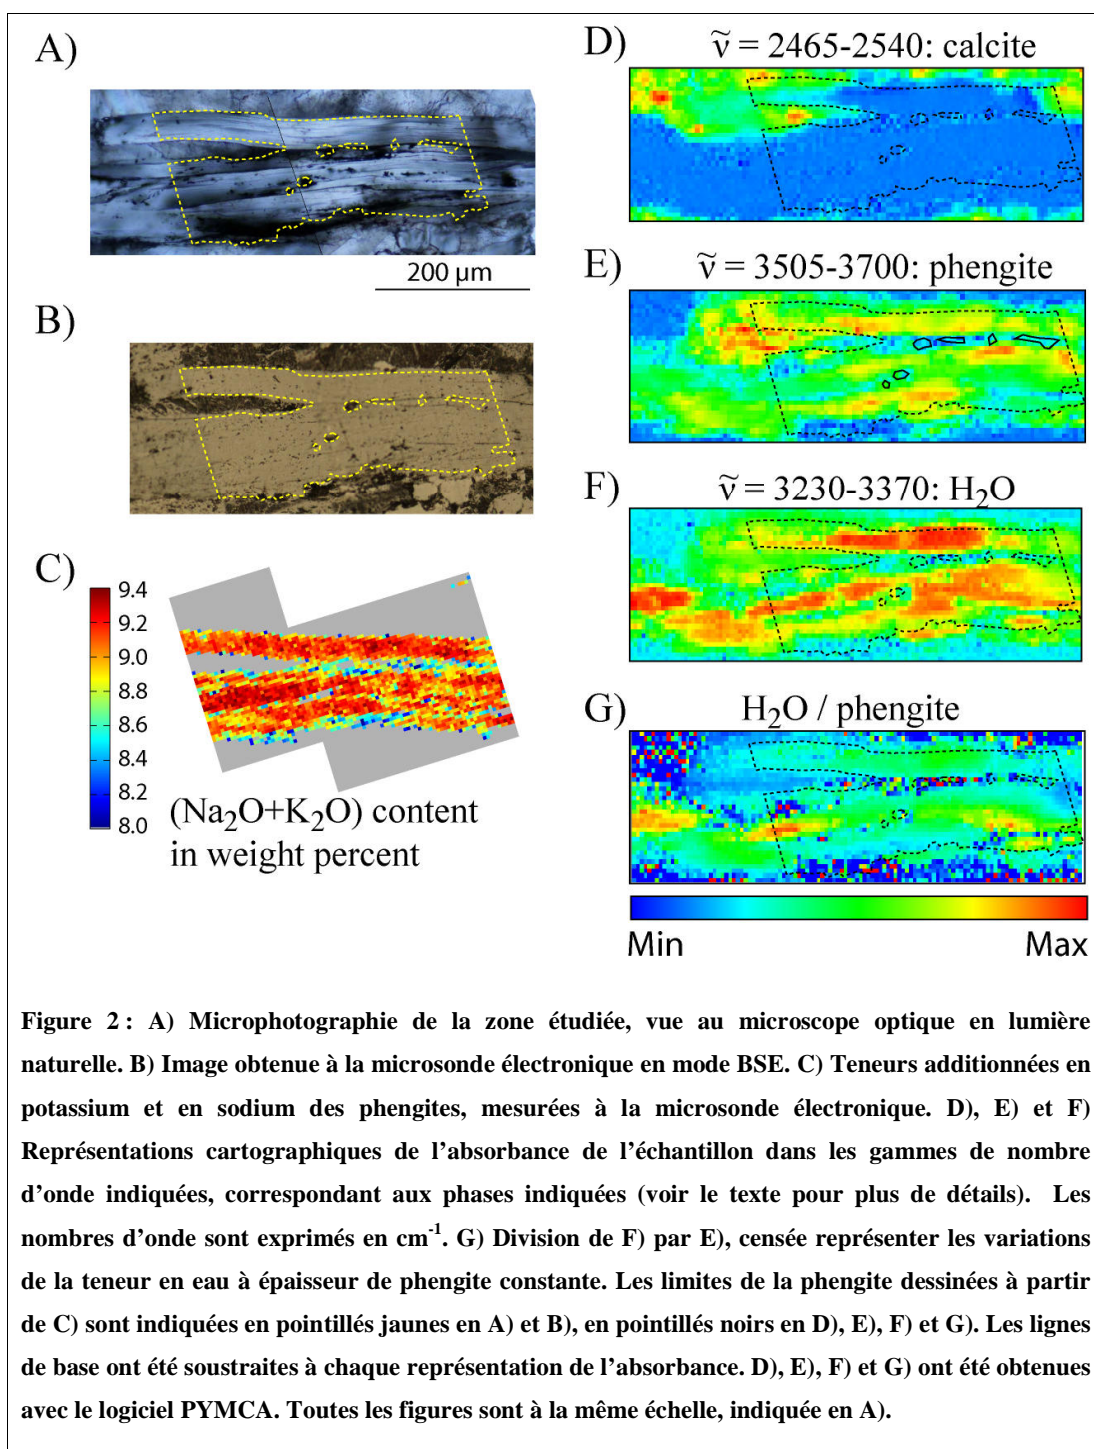 A)
200 µm
B)
C)
9.4
9.2
9.0
8.8
8.6
8.4
8.2
8.0
(Na2O+K2O) content
in weight percent
D) ν̃ = 2465-2540: calcite
E) ν̃ = 3505-3700: phengite
F) ν̃ = 3230-3370: H2O
G) H2O / phengite
Min Max
Figure 2 : A) Microphotographie de la zone étudiée, vue au microscope optique en lumière
naturelle. B) Image obtenue à la microsonde électronique en mode BSE. C) Teneurs additionnées en
potassium et en sodium des phengites, mesurées à la microsonde électronique. D), E) et F)
Représentations cartographiques de l’absorbance de l’échantillon dans les gammes de nombre
d’onde indiquées, correspondant aux phases indiquées (voir le texte pour plus de détails). Les
nombres d’onde sont exprimés en cm-1. G) Division de F) par E), censée représenter les variations
de la teneur en eau à épaisseur de phengite constante. Les limites de la phengite dessinées à partir
de C) sont indiquées en pointillés jaunes en A) et B), en pointillés noirs en D), E), F) et G). Les lignes
de base ont été soustraites à chaque représentation de l’absorbance. D), E), F) et G) ont été obtenues
avec le logiciel PYMCA. Toutes les figures sont à la même échelle, indiquée en A).